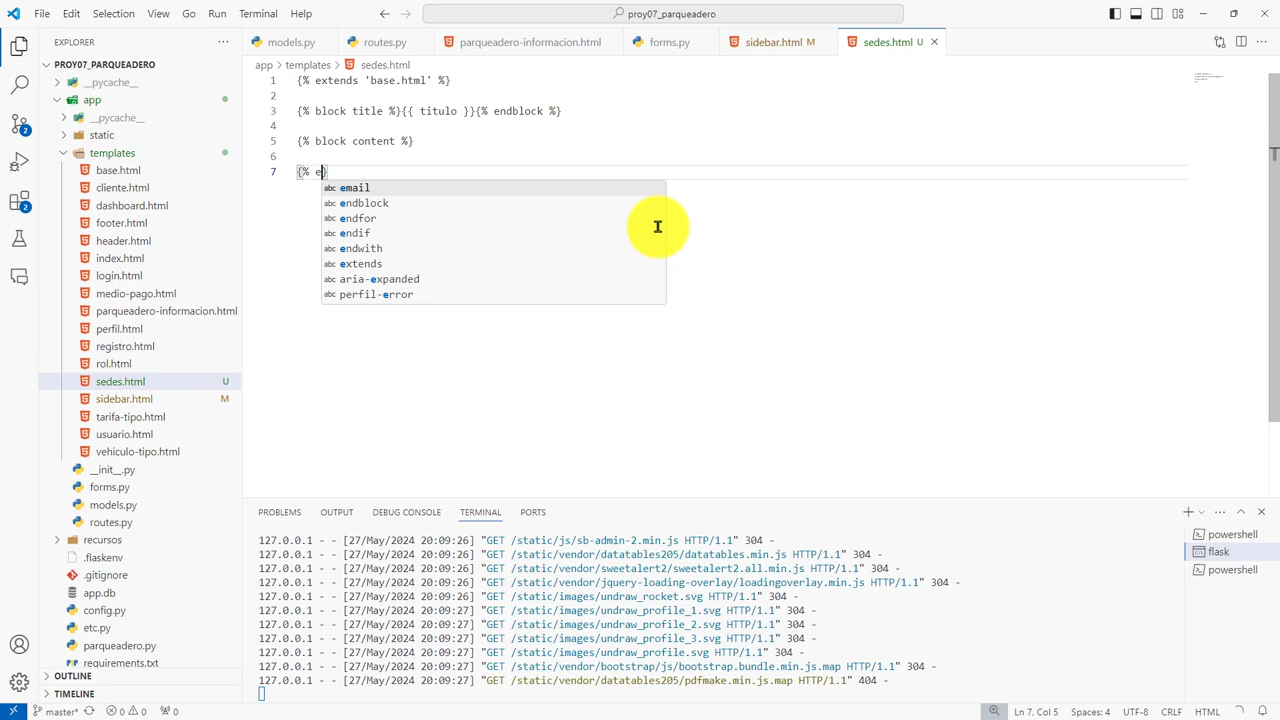 File Edit Selection View Go Run Terminal Help
proy07_parqueadero
EXPLORER
models.py
routes.py
parqueadero-informacion.html
forms.py
sidebar.html M
sedes.html U
PROY07_PARQUEADERO
app > templates > sedes.html
__pycache__
app
__pycache__
static
templates
base.html
cliente.html
dashboard.html
footer.html
header.html
index.html
login.html
medio-pago.html
parqueadero-informacion.html
perfil.html
registro.html
rol.html
sedes.html U
sidebar.html M
tarifa-tipo.html
usuario.html
vehiculo-tipo.html
__init__.py
forms.py
models.py
routes.py
recursos
.flaskenv
.gitignore
app.db
config.py
etc.py
parqueadero.py
requirements.txt
OUTLINE
TIMELINE
1 {% extends 'base.html' %}
2
3 {% block title %}{{ titulo }}{% endblock %}
4
5 {% block content %}
6
7 {% e}
abc email
abc endblock
abc endfor
abc endif
abc endwith
abc extends
abc aria-expanded
abc perfil-error
PROBLEMS OUTPUT DEBUG CONSOLE TERMINAL PORTS
127.0.0.1 - - [27/May/2024 20:09:26] "GET /static/js/sb-admin-2.min.js HTTP/1.1" 304 -
127.0.0.1 - - [27/May/2024 20:09:26] "GET /static/vendor/datatables205/datatables.min.js HTTP/1.1" 304 -
127.0.0.1 - - [27/May/2024 20:09:26] "GET /static/vendor/sweetalert2/sweetalert2.all.min.js HTTP/1.1" 304 -
127.0.0.1 - - [27/May/2024 20:09:26] "GET /static/vendor/jquery-loading-overlay/loadingoverlay.min.js HTTP/1.1" 304 -
127.0.0.1 - - [27/May/2024 20:09:26] "GET /static/images/undraw_rocket.svg HTTP/1.1" 304 -
127.0.0.1 - - [27/May/2024 20:09:27] "GET /static/images/undraw_profile_1.svg HTTP/1.1" 304 -
127.0.0.1 - - [27/May/2024 20:09:27] "GET /static/images/undraw_profile_2.svg HTTP/1.1" 304 -
127.0.0.1 - - [27/May/2024 20:09:27] "GET /static/images/undraw_profile_3.svg HTTP/1.1" 304 -
127.0.0.1 - - [27/May/2024 20:09:27] "GET /static/images/undraw_profile.svg HTTP/1.1" 304 -
127.0.0.1 - - [27/May/2024 20:09:27] "GET /static/vendor/bootstrap/js/bootstrap.bundle.min.js.map HTTP/1.1" 304 -
127.0.0.1 - - [27/May/2024 20:09:27] "GET /static/vendor/datatables205/pdfmake.min.js.map HTTP/1.1" 404 -
powershell
flask
powershell
master* 0 0 0
Ln 7, Col 5 Spaces: 4 UTF-8 CRLF HTML